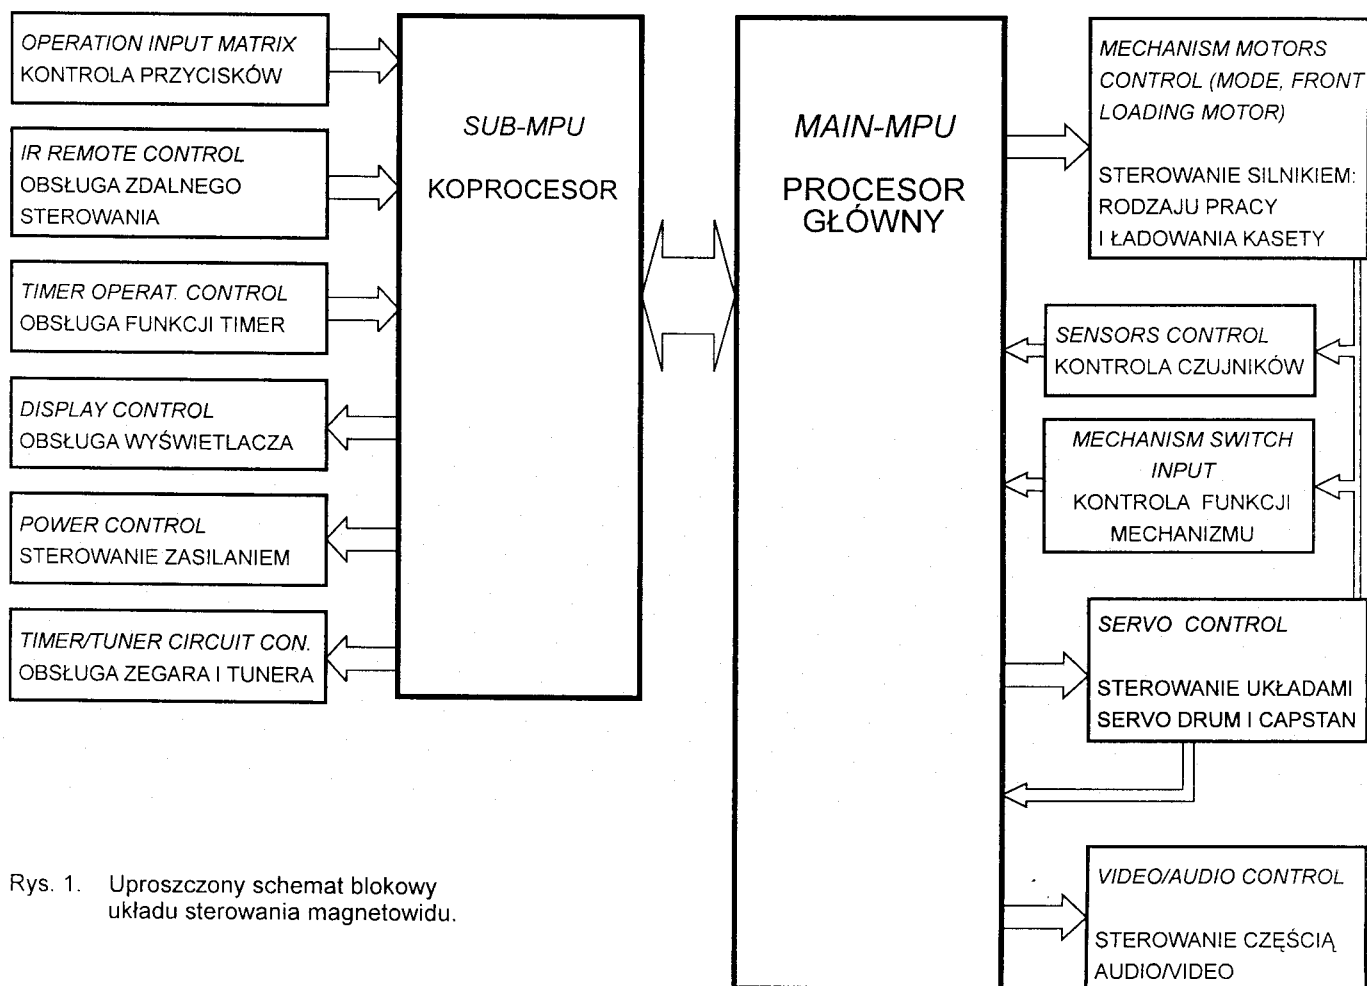 OPERATION INPUT MATRIX
KONTROLA PRZYCISKÓW
IR REMOTE CONTROL
OBSŁUGA ZDALNEGO
STEROWANIA
TIMER OPERAT. CONTROL
OBSŁUGA FUNKCJI TIMER
DISPLAY CONTROL
OBSŁUGA WYŚWIETLACZA
POWER CONTROL
STEROWANIE ZASILANIEM
TIMER/TUNER CIRCUIT CON.
OBSŁUGA ZEGARA I TUNERA
SUB-MPU
KOPROCESOR
MAIN-MPU
PROCESOR
GŁÓWNY
MECHANISM MOTORS
CONTROL (MODE, FRONT
LOADING MOTOR)
STEROWANIE SILNIKIEM:
RODZAJU PRACY
I ŁADOWANIA KASETY
SENSORS CONTROL
KONTROLA CZUJNIKÓW
MECHANISM SWITCH
INPUT
KONTROLA FUNKCJI
MECHANIZMU
SERVO CONTROL
STEROWANIE UKŁADAMI
SERVO DRUM I CAPSTAN
VIDEO/AUDIO CONTROL
STEROWANIE CZĘŚCIĄ
AUDIO/VIDEO
Rys. 1. Uproszczony schemat blokowy
układu sterowania magnetowidu.